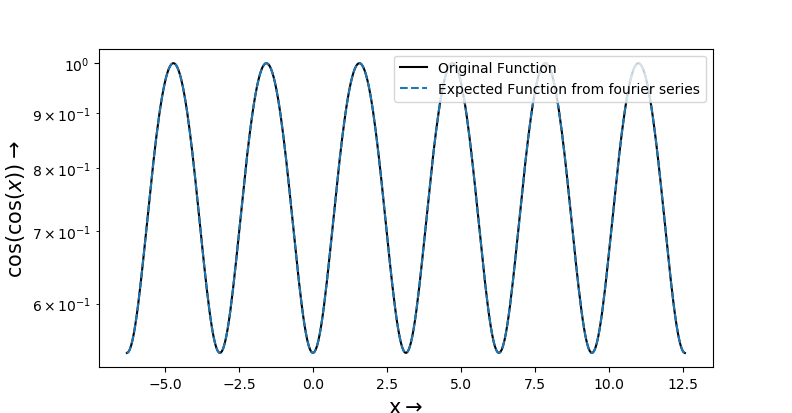 10⁰
Original Function
Expected Function from fourier series
9 × 10⁻¹
8 × 10⁻¹
7 × 10⁻¹
6 × 10⁻¹
cos(cos(x)) →
−5.0 −2.5 0.0 2.5 5.0 7.5 10.0 12.5
x →